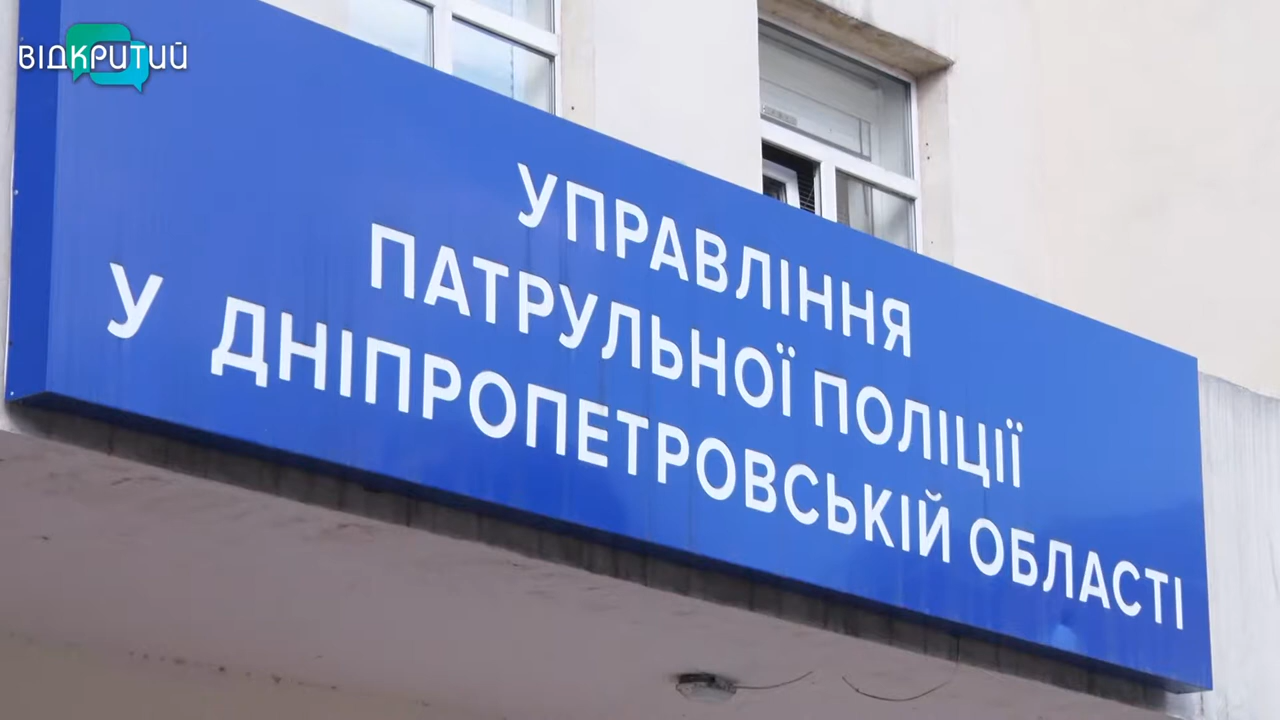 ВІДКРИТИЙ
УПРАВЛІННЯ
ПАТРУЛЬНОЇ ПОЛІЦІЇ
У ДНІПРОПЕТРОВСЬКІЙ ОБЛАСТІ